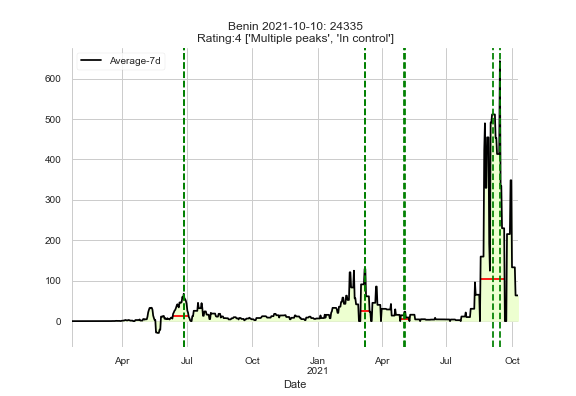 Benin 2021-10-10: 24335
Rating:4 ['Multiple peaks', 'In control']
Average-7d
600
500
400
300
200
100
0
Apr Jul Oct Jan Apr Jul Oct
2021
Date